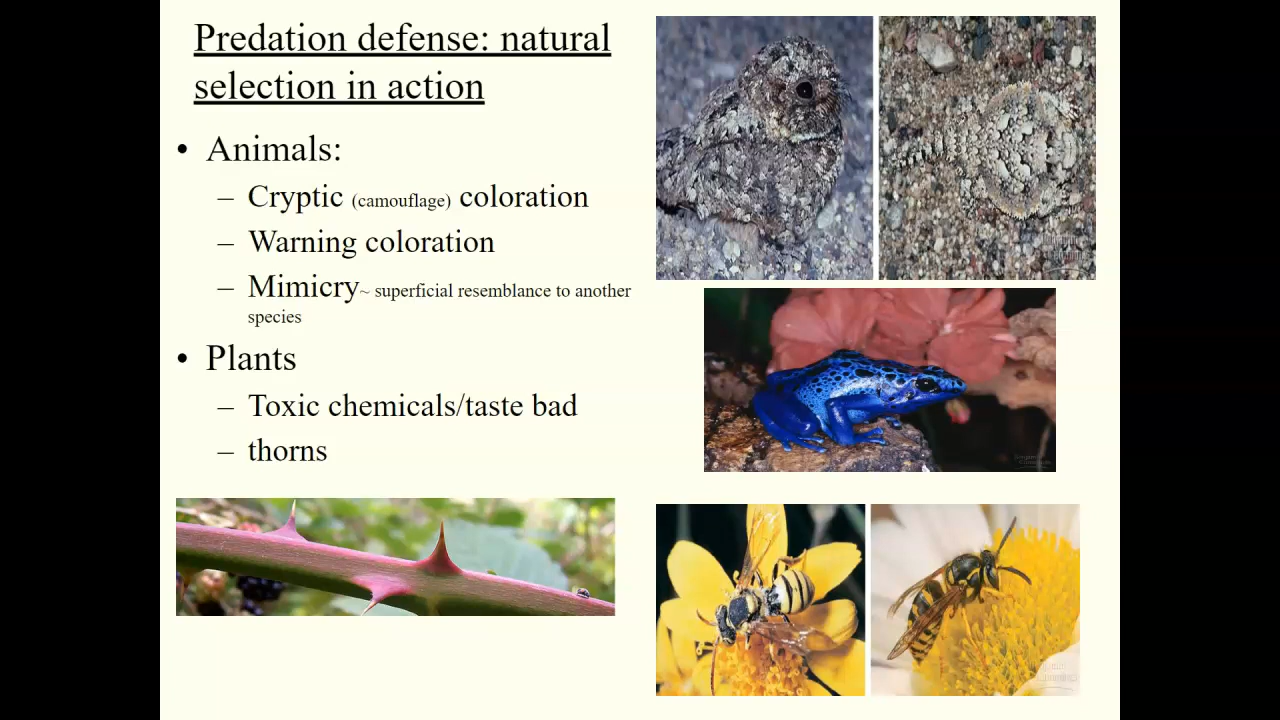 Predation defense: natural
selection in action
• Animals:
– Cryptic (camouflage) coloration
– Warning coloration
– Mimicry~ superficial resemblance to another
species
• Plants
– Toxic chemicals/taste bad
– thorns